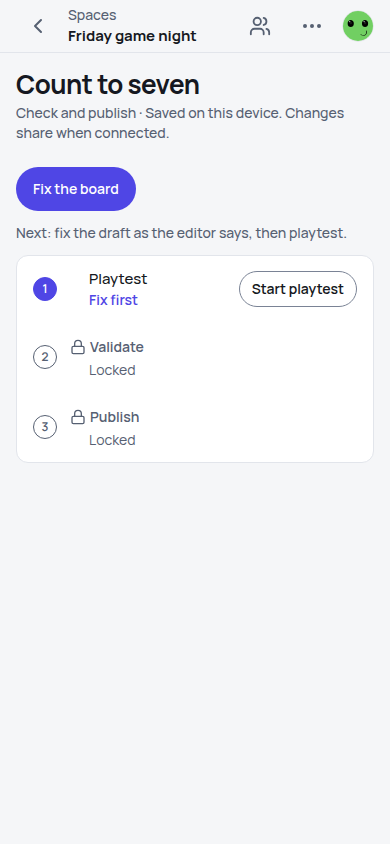 Spaces
Friday game night
Count to seven
Check and publish · Saved on this device. Changes
share when connected.
Fix the board
Next: fix the draft as the editor says, then playtest.
1
Playtest
Fix first
Start playtest
2
Validate
Locked
3
Publish
Locked